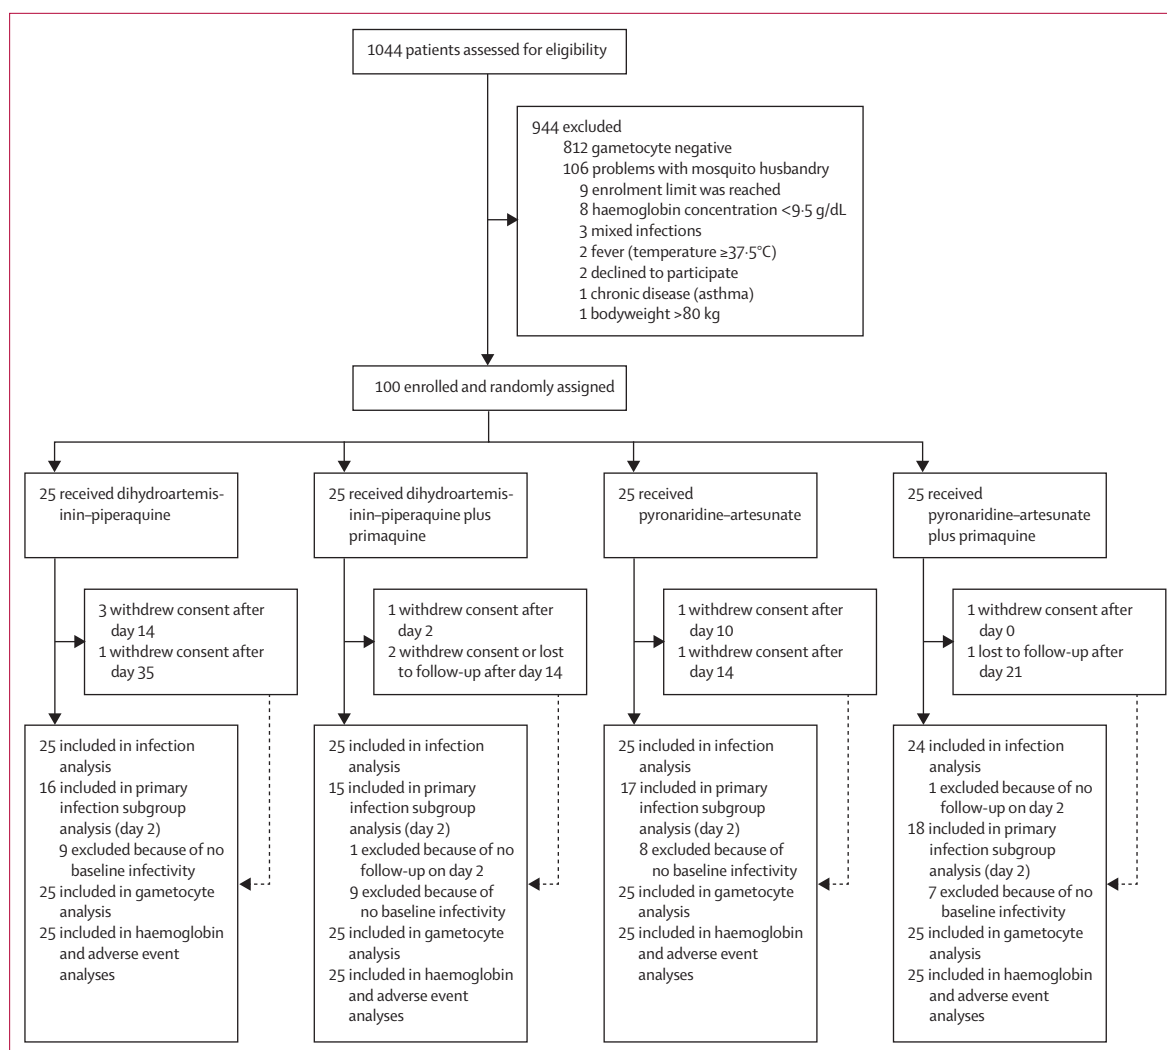 1044 patients assessed for eligibility
944 excluded
812 gametocyte negative
106 problems with mosquito husbandry
9 enrolment limit was reached
8 haemoglobin concentration <9·5 g/dL
3 mixed infections
2 fever (temperature ≥37·5°C)
2 declined to participate
1 chronic disease (asthma)
1 bodyweight >80 kg
100 enrolled and randomly assigned
25 received dihydroartemis-
inin–piperaquine
25 received dihydroartemis-
inin–piperaquine plus
primaquine
25 received
pyronaridine–artesunate
25 received
pyronaridine–artesunate
plus primaquine
3 withdrew consent after
day 14
1 withdrew consent after
day 35
1 withdrew consent after
day 2
2 withdrew consent or lost
to follow-up after day 14
1 withdrew consent after
day 10
1 withdrew consent after
day 14
1 withdrew consent after
day 0
1 lost to follow-up after
day 21
25 included in infection
analysis
16 included in primary
infection subgroup
analysis (day 2)
9 excluded because of no
baseline infectivity
25 included in gametocyte
analysis
25 included in haemoglobin
and adverse event
analyses
25 included in infection
analysis
15 included in primary
infection subgroup
analysis (day 2)
1 excluded because of no
follow-up on day 2
9 excluded because of
no baseline infectivity
25 included in gametocyte
analysis
25 included in haemoglobin
and adverse event
analyses
25 included in infection
analysis
17 included in primary
infection subgroup
analysis (day 2)
8 excluded because of
no baseline infectivity
25 included in gametocyte
analysis
25 included in haemoglobin
and adverse event
analyses
24 included in infection
analysis
1 excluded because of no
follow-up on day 2
18 included in primary
infection subgroup
analysis (day 2)
7 excluded because of no
baseline infectivity
25 included in gametocyte
analysis
25 included in haemoglobin
and adverse event
analyses